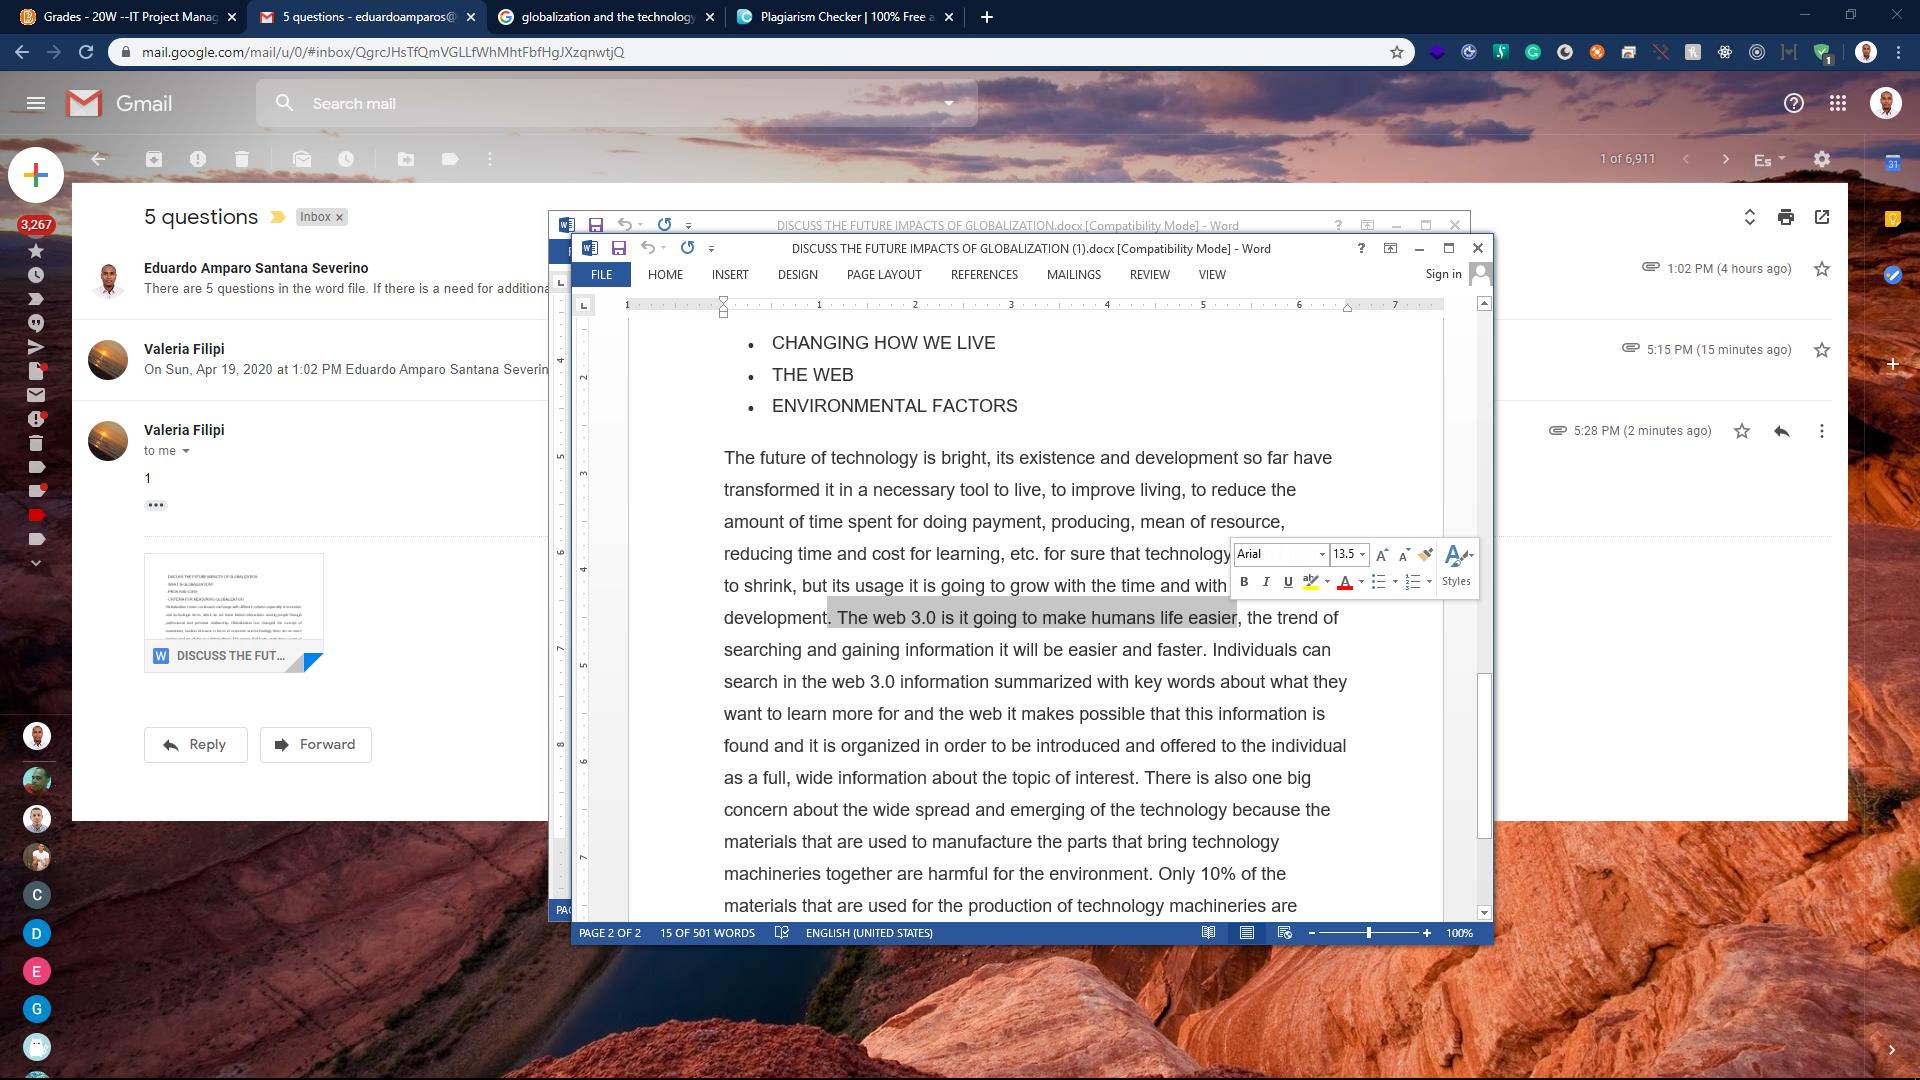 Grades - 20W --IT Project Manag
5 questions - eduardoamparos@
globalization and the technology
Plagiarism Checker | 100% Free a
mail.google.com/mail/u/0/#inbox/QgrcJHsTfQmVGLLfWhMhtFbfHgJXzqnwtjQ
1
Gmail
Search mail
1 of 6,911
Es
31
5 questions
Inbox ×
3,267
Eduardo Amparo Santana Severino
There are 5 questions in the word file. If there is a need for additiona
1:02 PM (4 hours ago)
Valeria Filipi
On Sun, Apr 19, 2020 at 1:02 PM Eduardo Amparo Santana Severin
5:15 PM (15 minutes ago)
Valeria Filipi
to me
5:28 PM (2 minutes ago)
1
DISCUSS THE FUTURE IMPACTS OF GLOBALIZATION
DISCUSS THE FUT...
Reply
Forward
C
D
E
G
DISCUSS THE FUTURE IMPACTS OF GLOBALIZATION.docx [Compatibility Mode] - Word
DISCUSS THE FUTURE IMPACTS OF GLOBALIZATION (1).docx [Compatibility Mode] - Word
FILE HOME INSERT DESIGN PAGE LAYOUT REFERENCES MAILINGS REVIEW VIEW Sign in
1 1 2 3 4 5 6 7
CHANGING HOW WE LIVE
THE WEB
ENVIRONMENTAL FACTORS
The future of technology is bright, its existence and development so far have
transformed it in a necessary tool to live, to improve living, to reduce the
amount of time spent for doing payment, producing, mean of resource,
reducing time and cost for learning, etc. for sure that technology
to shrink, but its usage it is going to grow with the time and with
development. The web 3.0 is it going to make humans life easier, the trend of
searching and gaining information it will be easier and faster. Individuals can
search in the web 3.0 information summarized with key words about what they
want to learn more for and the web it makes possible that this information is
found and it is organized in order to be introduced and offered to the individual
as a full, wide information about the topic of interest. There is also one big
concern about the wide spread and emerging of the technology because the
materials that are used to manufacture the parts that bring technology
machineries together are harmful for the environment. Only 10% of the
materials that are used for the production of technology machineries are
Arial 13.5
B I U Styles
PAG
PAGE 2 OF 2 15 OF 501 WORDS ENGLISH (UNITED STATES) 100%